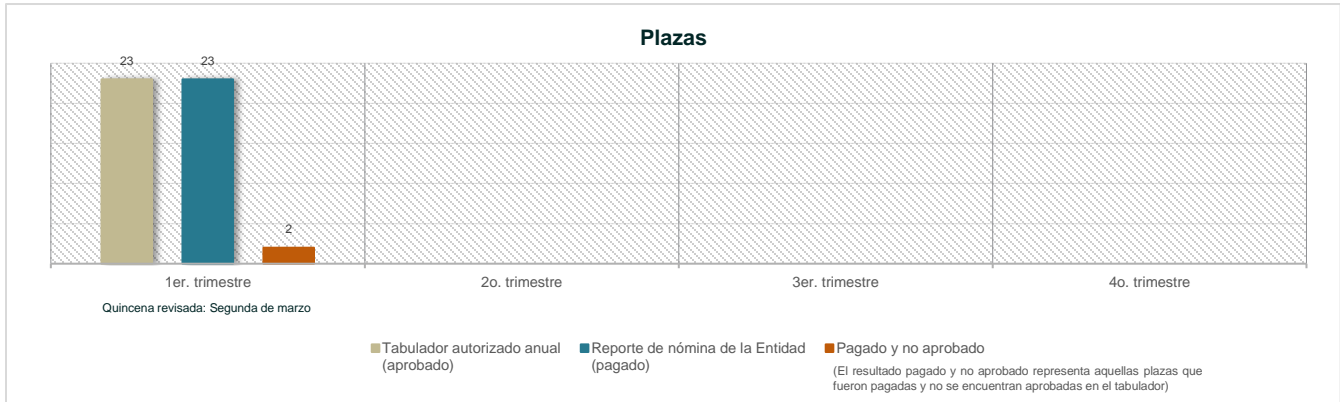 Plazas
23
23
2
1er. trimestre
2o. trimestre
3er. trimestre
4o. trimestre
Quincena revisada: Segunda de marzo
Tabulador autorizado anual
(aprobado)
Reporte de nómina de la Entidad
(pagado)
Pagado y no aprobado
(El resultado pagado y no aprobado representa aquellas plazas que
fueron pagadas y no se encuentran aprobadas en el tabulador)